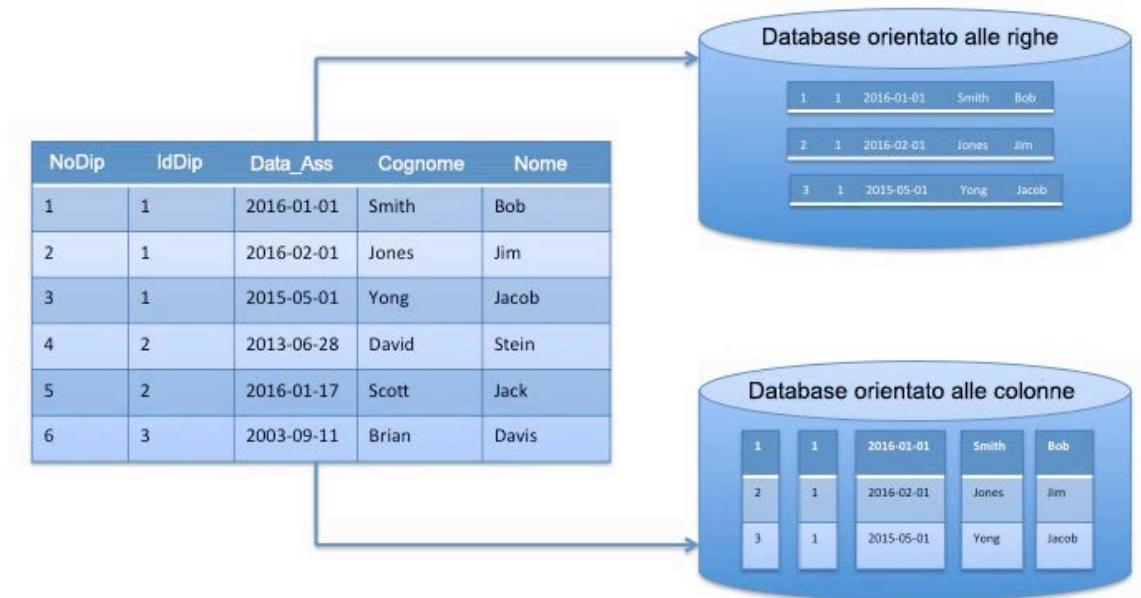 Database orientato alle righe
1 1 2016-01-01 Smith Bob
2 1 2016-02-01 Jones Jim
3 1 2015-05-01 Yong Jacob
NoDip IdDip Data_Ass Cognome Nome
1 1 2016-01-01 Smith Bob
2 1 2016-02-01 Jones Jim
3 1 2015-05-01 Yong Jacob
4 2 2013-06-28 David Stein
5 2 2016-01-17 Scott Jack
6 3 2003-09-11 Brian Davis
Database orientato alle colonne
1 1 2016-01-01 Smith Bob
2 1 2016-02-01 Jones Jim
3 1 2015-05-01 Yong Jacob